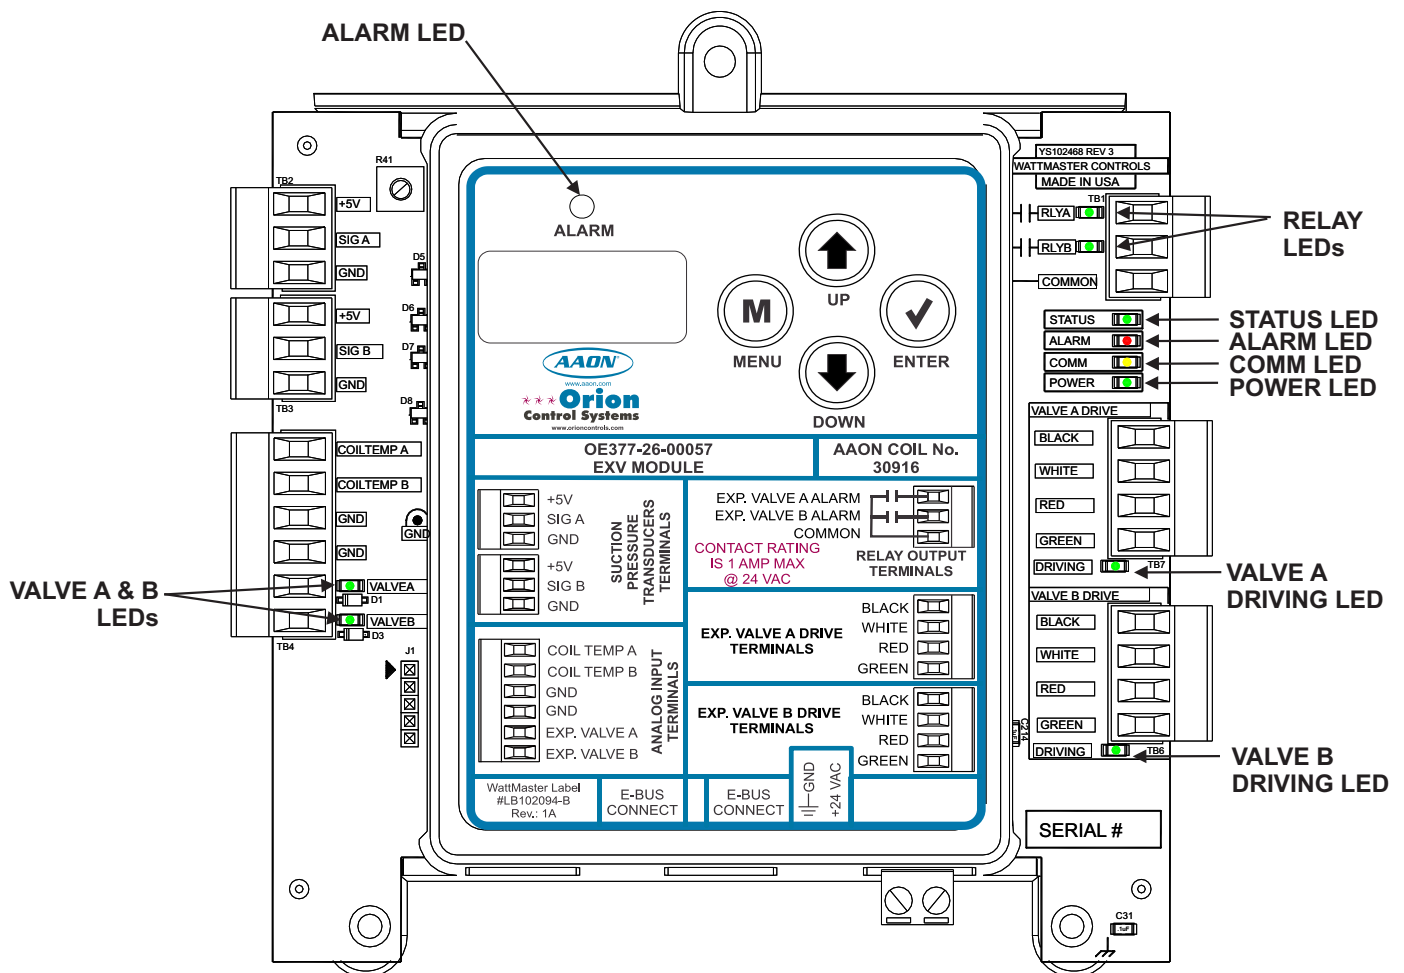 ALARM LED
YS102468 REV 3
WATTMASTER CONTROLS
MADE IN USA
R41
TB2
+5V
SIG A
GND
+5V
SIG B
GND
TB3
D5
D6
D7
D8
COILTEMP A
COILTEMP B
GND
GND
GND
VALVE A & B
LEDs
VALVEA
D1
VALVEB
D3
TB4
J1
ALARM
M
MENU
UP
ENTER
DOWN
AAON
www.aaon.com
Orion
Control Systems
www.orioncontrols.com
OE377-26-00057
EXV MODULE
AAON COIL No.
30916
+5V
SIG A
GND
+5V
SIG B
GND
SUCTION
PRESSURE
TRANSDUCERS
TERMINALS
EXP. VALVE A ALARM
EXP. VALVE B ALARM
COMMON
CONTACT RATING
IS 1 AMP MAX
@ 24 VAC
RELAY OUTPUT
TERMINALS
COIL TEMP A
COIL TEMP B
GND
GND
EXP. VALVE A
EXP. VALVE B
ANALOG INPUT
TERMINALS
EXP. VALVE A DRIVE
TERMINALS
BLACK
WHITE
RED
GREEN
EXP. VALVE B DRIVE
TERMINALS
BLACK
WHITE
RED
GREEN
WattMaster Label
#LB102094-B
Rev.: 1A
E-BUS
CONNECT
E-BUS
CONNECT
GND
+24 VAC
TB1
RLYA
RLYB
COMMON
RELAY
LEDs
STATUS
STATUS LED
ALARM
ALARM LED
COMM
COMM LED
POWER
POWER LED
VALVE A DRIVE
BLACK
WHITE
RED
GREEN
DRIVING
TB7
VALVE A
DRIVING LED
VALVE B DRIVE
BLACK
WHITE
RED
GREEN
DRIVING
TB6
VALVE B
DRIVING LED
C214
.1uF
SERIAL #
C31
.1uF